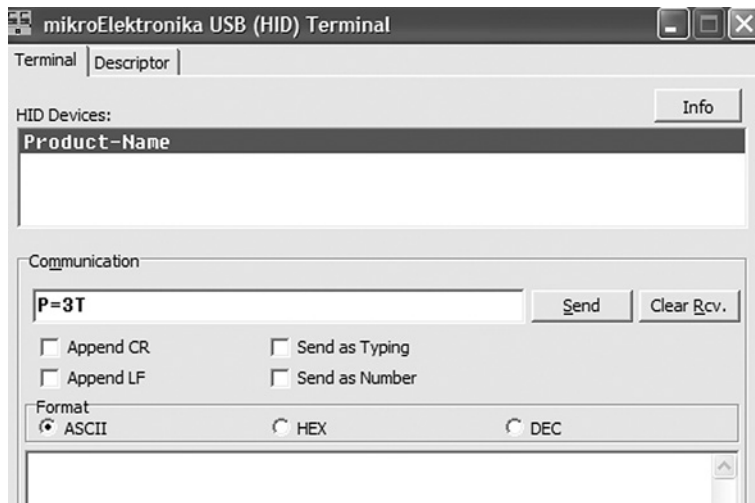 mikroElektronika USB (HID) Terminal
Terminal Descriptor
Info
HID Devices:
Product-Name
Communication
P=3T Send Clear Rcv.
Append CR Send as Typing
Append LF Send as Number
Format
ASCII HEX DEC